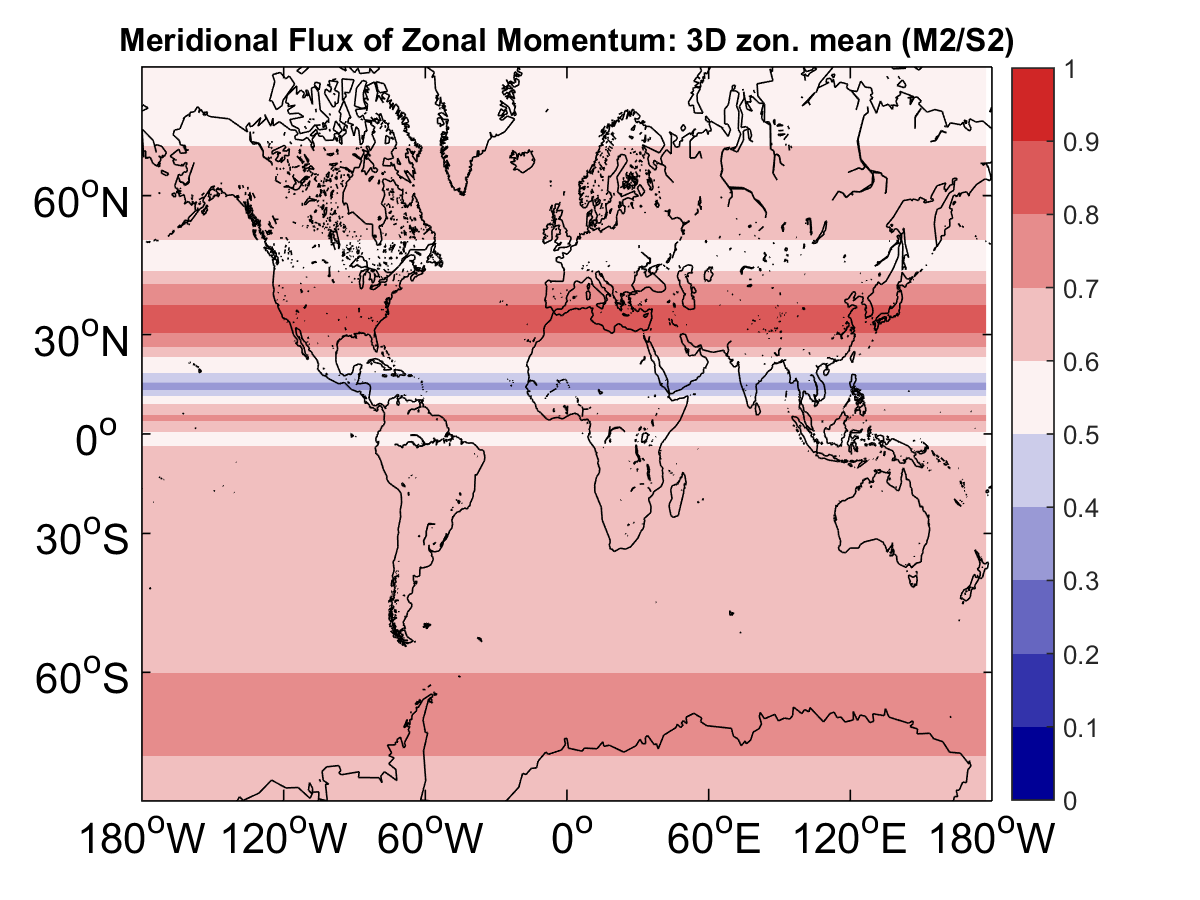 Meridional Flux of Zonal Momentum: 3D zon. mean (M2/S2)
60ᵒN
30ᵒN
0ᵒ
30ᵒS
60ᵒS
180ᵒW 120ᵒW 60ᵒW 0ᵒ 60ᵒE 120ᵒE 180ᵒW
1
0.9
0.8
0.7
0.6
0.5
0.4
0.3
0.2
0.1
0